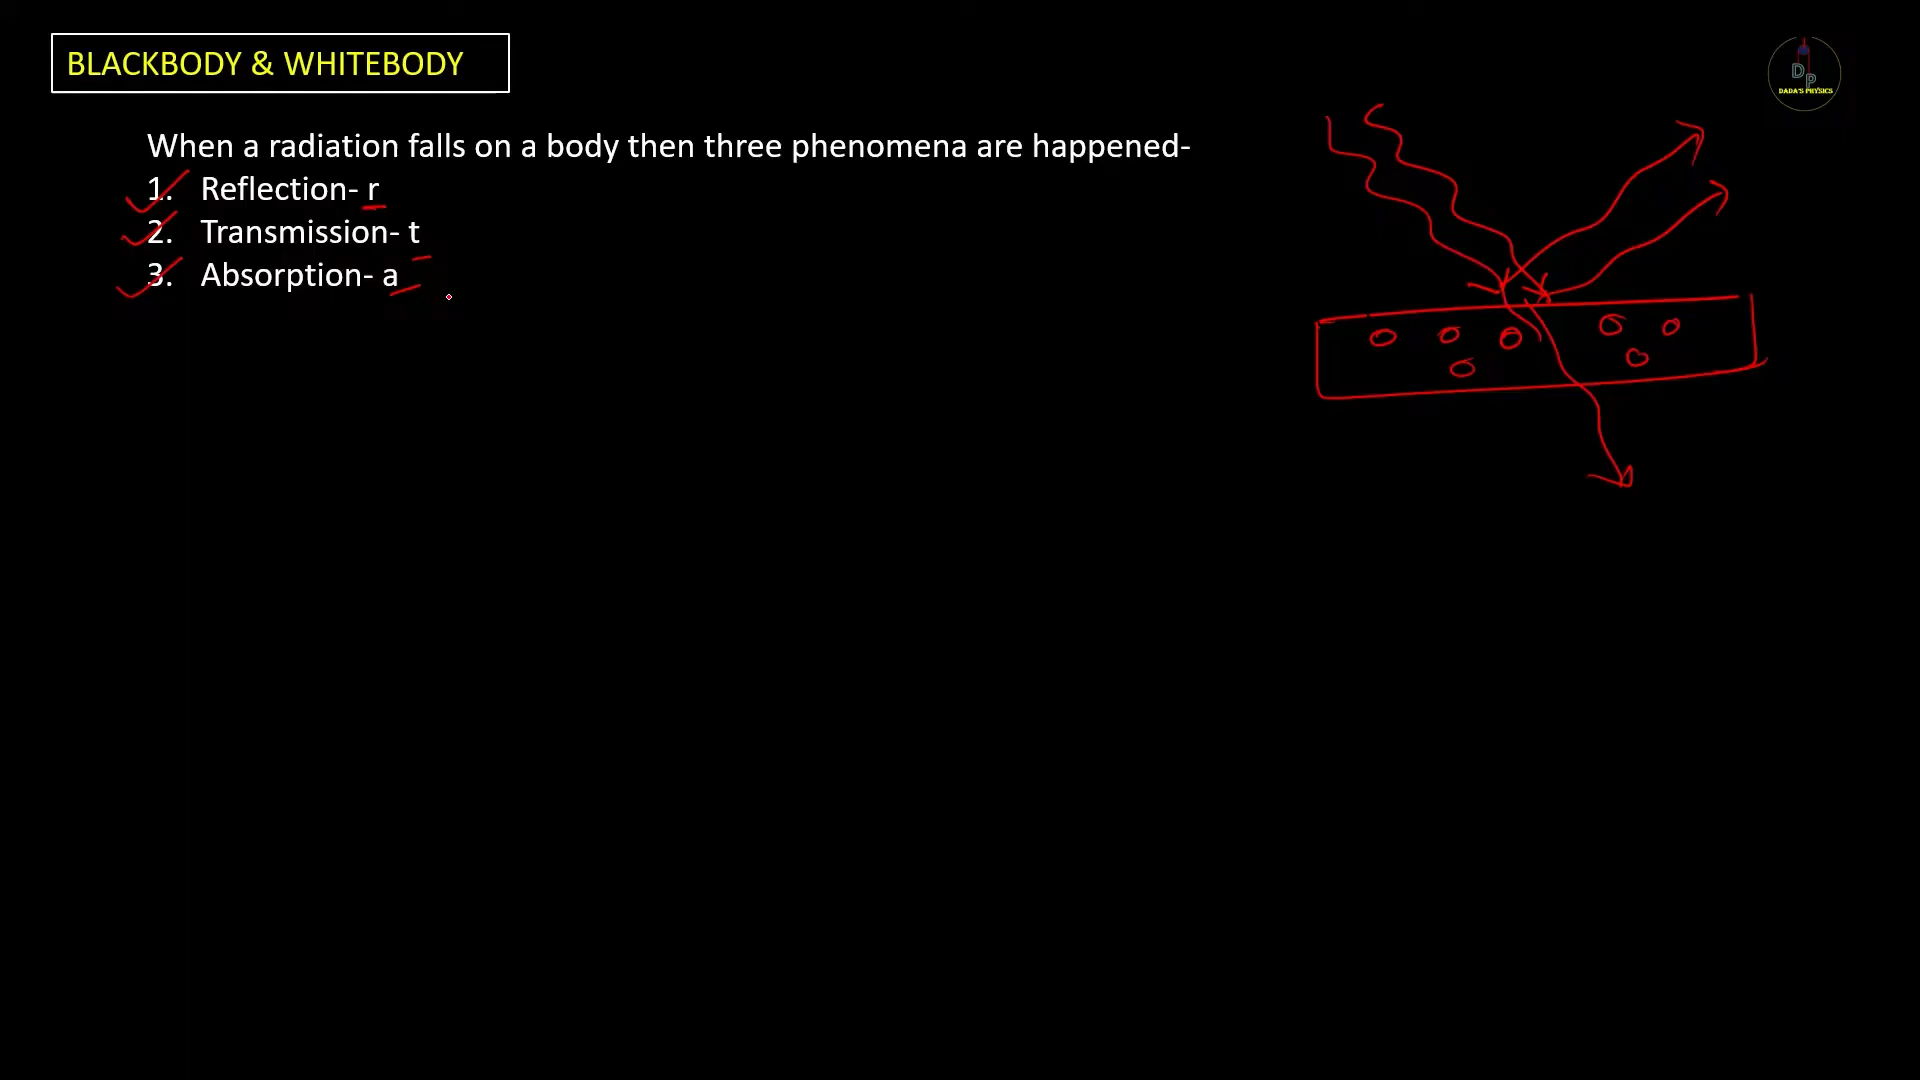 BLACKBODY & WHITEBODY
D
P
DADA'S PHYSICS
When a radiation falls on a body then three phenomena are happened-
1. Reflection- r
2. Transmission- t
3. Absorption- a